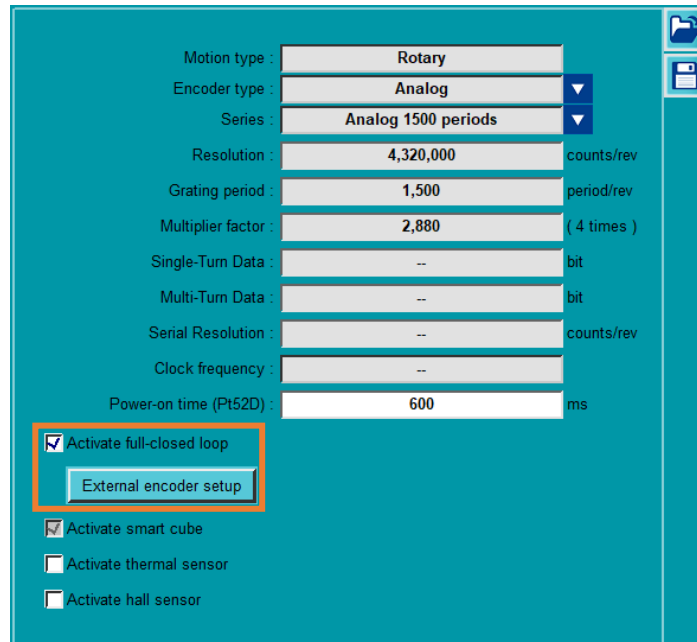 Motion type : Rotary
Encoder type : Analog
Series : Analog 1500 periods
Resolution : 4,320,000 counts/rev
Grating period : 1,500 period/rev
Multiplier factor : 2,880 ( 4 times )
Single-Turn Data : -- bit
Multi-Turn Data : -- bit
Serial Resolution : -- counts/rev
Clock frequency : --
Power-on time (Pt52D) : 600 ms
Activate full-closed loop
External encoder setup
Activate smart cube
Activate thermal sensor
Activate hall sensor